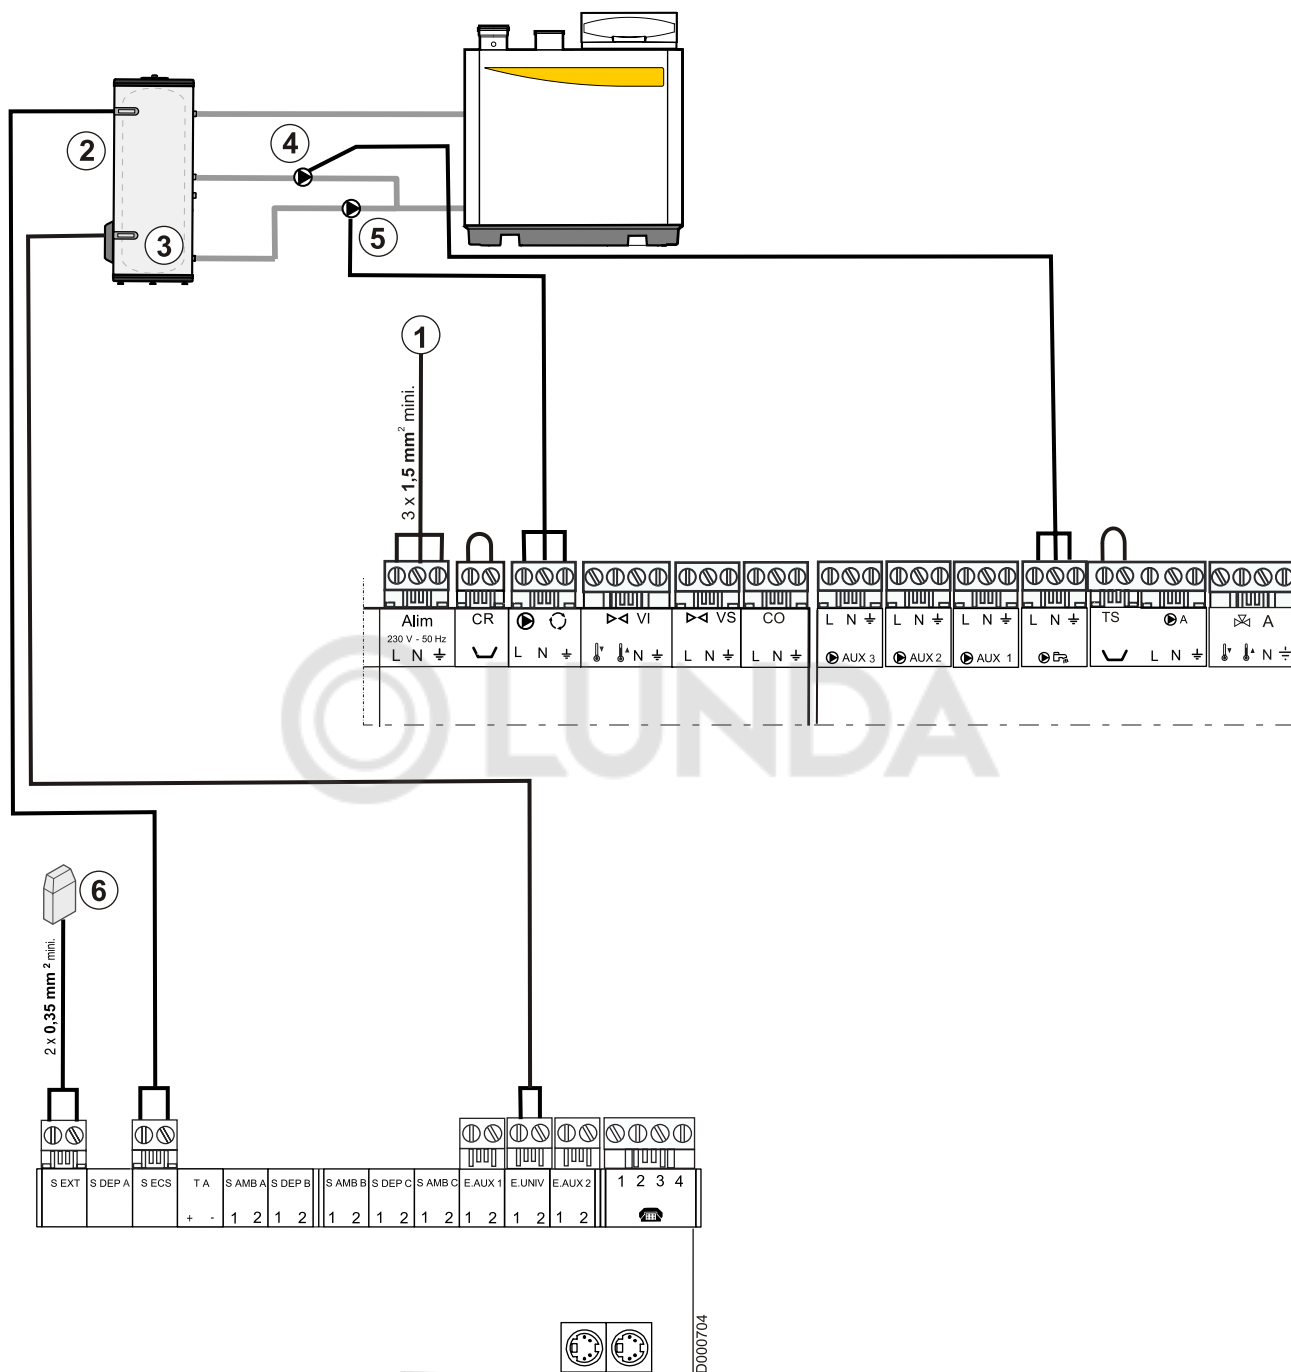 2
4
3
5
1
3 x 1,5 mm² mini.
Alim
230 V - 50 Hz
L N
CR
L N
VI
N
VS
L N
CO
L N
L N
AUX 3
L N
AUX 2
L N
AUX 1
L N
TS
A
L N
A
N
LUNDA
6
2 x 0,35 mm² mini.
S EXT
S DEP A
S ECS
T A
+ -
S AMB A
1 2
S DEP B
1 2
S AMB B
1 2
S DEP C
1 2
S AMB C
1 2
E.AUX 1
1 2
E.UNIV
1 2
E.AUX 2
1 2
1 2 3 4
D000704